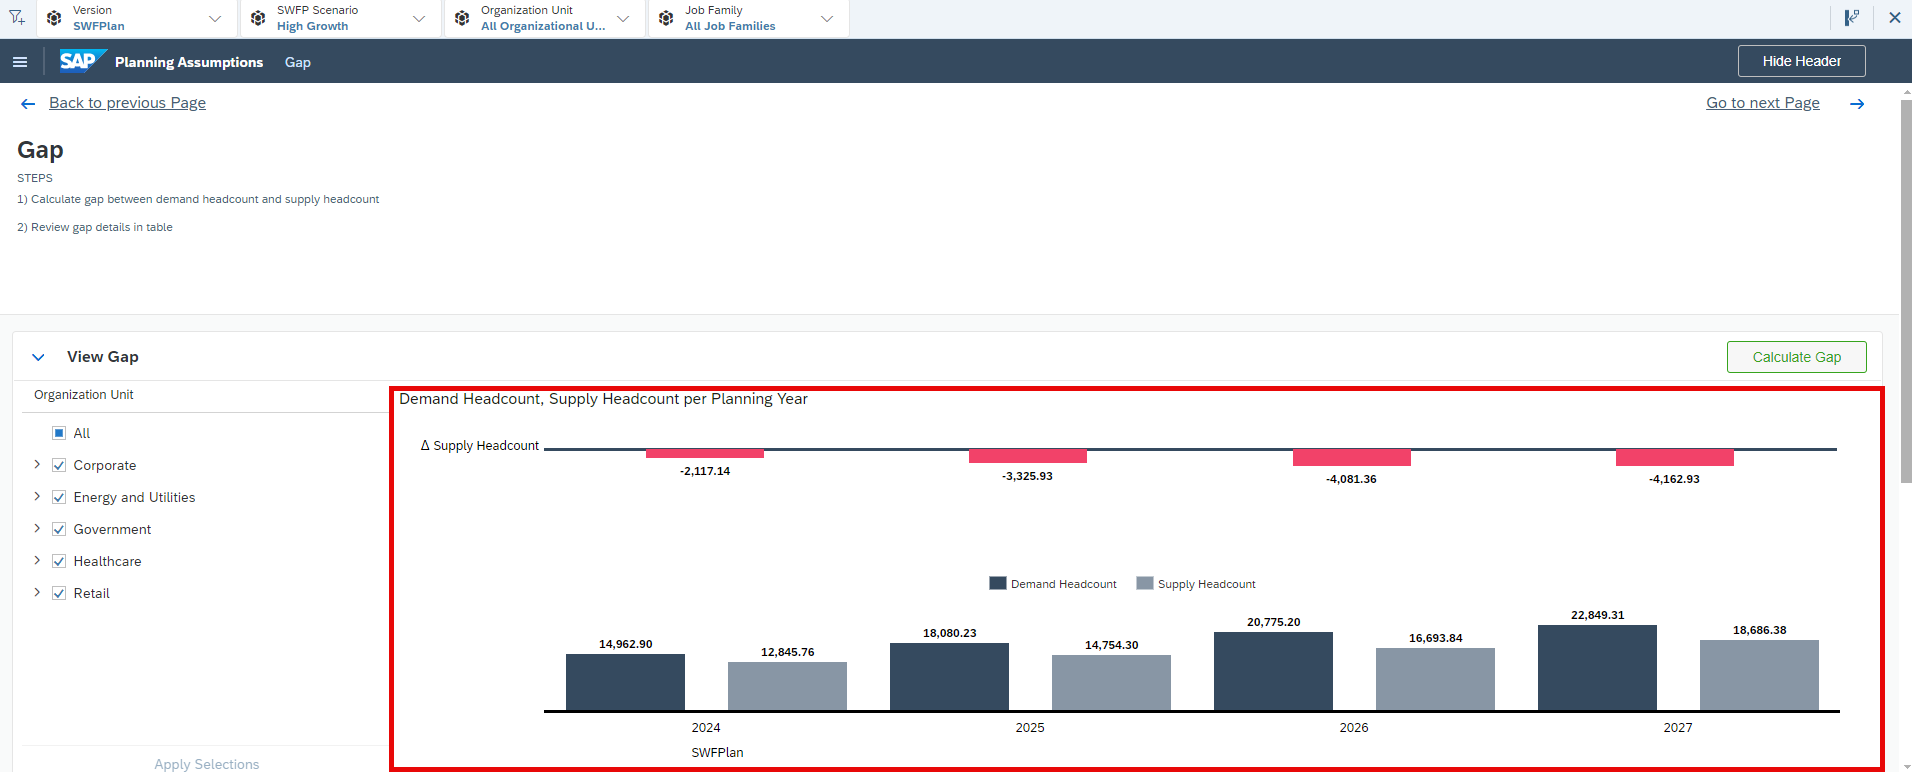 Version
SWFPlan
SWFP Scenario
High Growth
Organization Unit
All Organizational U...
Job Family
All Job Families
SAP Planning Assumptions Gap
Hide Header
Back to previous Page
Go to next Page
Gap
STEPS
1) Calculate gap between demand headcount and supply headcount
2) Review gap details in table
View Gap
Calculate Gap
Organization Unit
All
Corporate
Energy and Utilities
Government
Healthcare
Retail
Apply Selections
Demand Headcount, Supply Headcount per Planning Year
Δ Supply Headcount
-2,117.14
-3,325.93
-4,081.36
-4,162.93
Demand Headcount Supply Headcount
14,962.90
12,845.76
18,080.23
14,754.30
20,775.20
16,693.84
22,849.31
18,686.38
2024 2025 2026 2027
SWFPlan